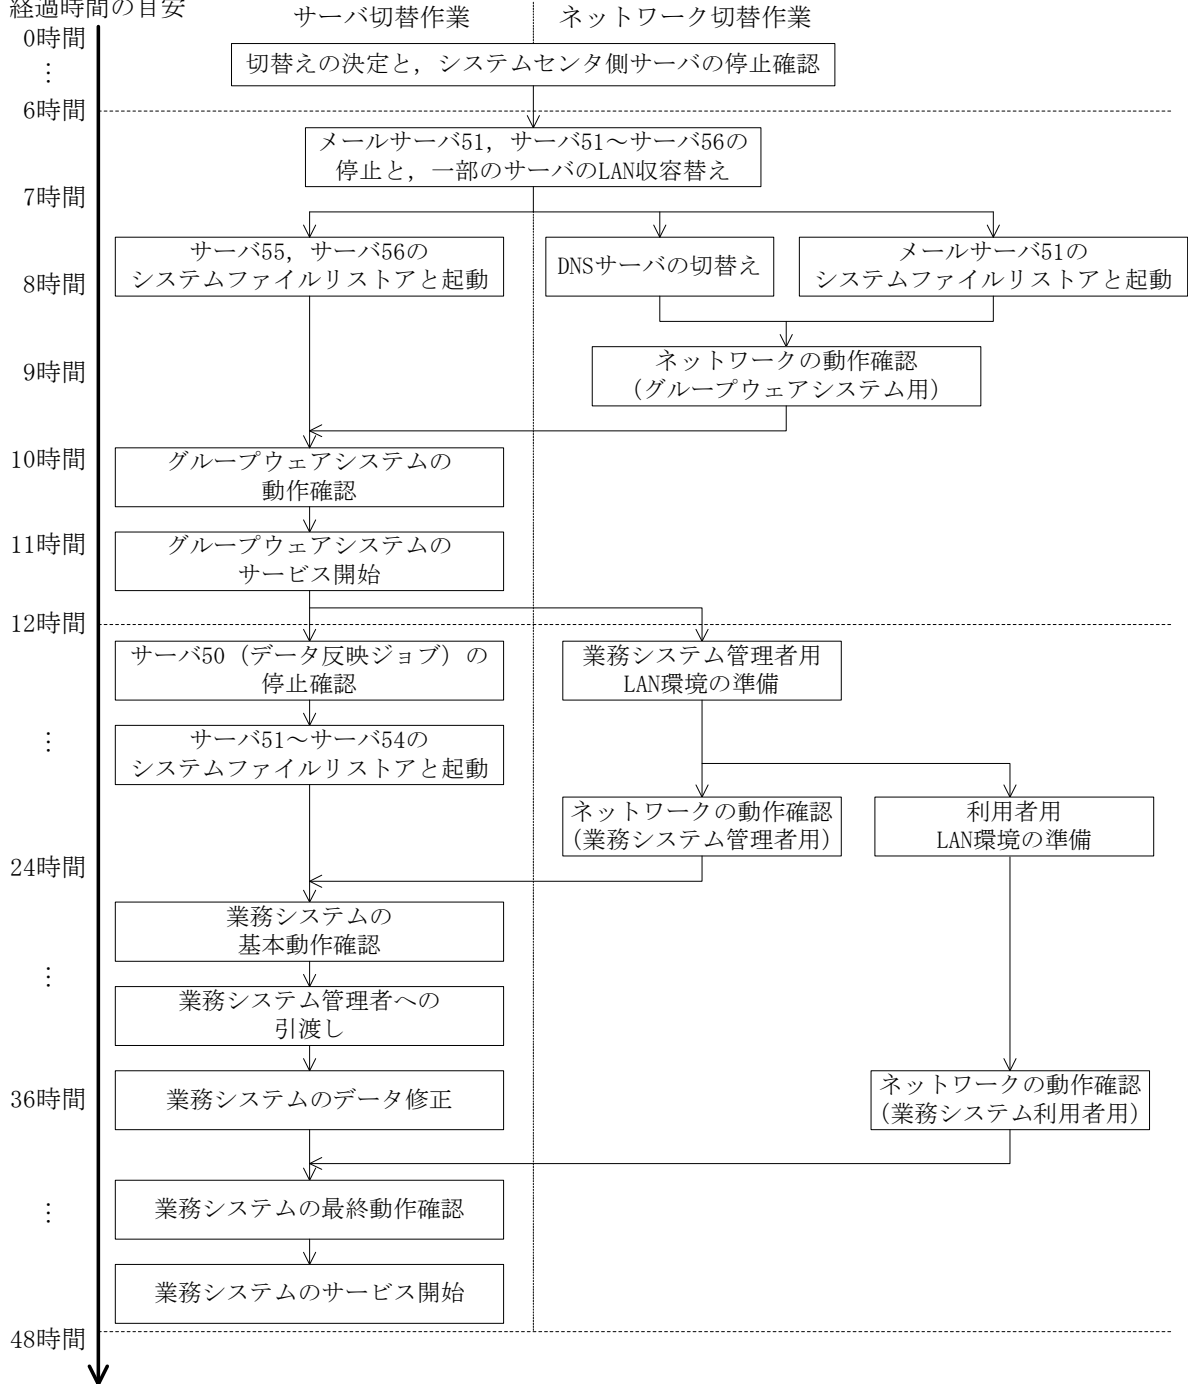 経過時間の目安
サーバ切替作業
ネットワーク切替作業
0時間
⋮
切替えの決定と，システムセンタ側サーバの停止確認
6時間
メールサーバ51，サーバ51～サーバ56の
停止と，一部のサーバのLAN収容替え
7時間
サーバ55，サーバ56の
システムファイルリストアと起動
DNSサーバの切替え
メールサーバ51の
システムファイルリストアと起動
8時間
ネットワークの動作確認
（グループウェアシステム用）
9時間
10時間
グループウェアシステムの
動作確認
11時間
グループウェアシステムの
サービス開始
12時間
サーバ50（データ反映ジョブ）の
停止確認
業務システム管理者用
LAN環境の準備
⋮
サーバ51～サーバ54の
システムファイルリストアと起動
ネットワークの動作確認
（業務システム管理者用）
利用者用
LAN環境の準備
24時間
業務システムの
基本動作確認
⋮
業務システム管理者への
引渡し
36時間
業務システムのデータ修正
ネットワークの動作確認
（業務システム利用者用）
⋮
業務システムの最終動作確認
業務システムのサービス開始
48時間